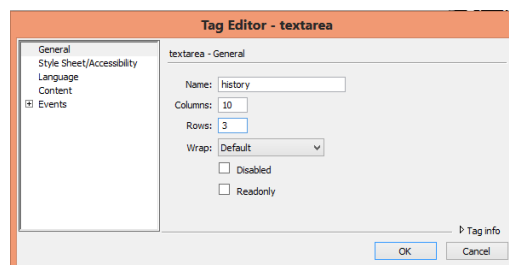 Tag Editor - textarea
General
Style Sheet/Accessibility
Language
Content
Events
textarea - General
Name: history
Columns: 10
Rows: 3
Wrap: Default
Disabled
Readonly
Tag info
OK Cancel